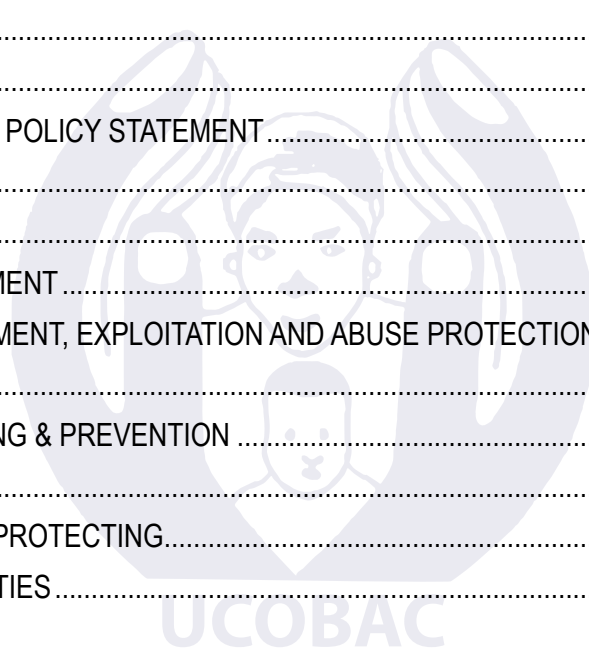 ................................................................................
................................................................................
POLICY STATEMENT............................................
................................................................................
................................................................................
MENT........................................................................
MENT, EXPLOITATION AND ABUSE PROTECTION
................................................................................
NG & PREVENTION................................................
................................................................................
PROTECTING..........................................................
TIES.........................................................................
UCOBAC